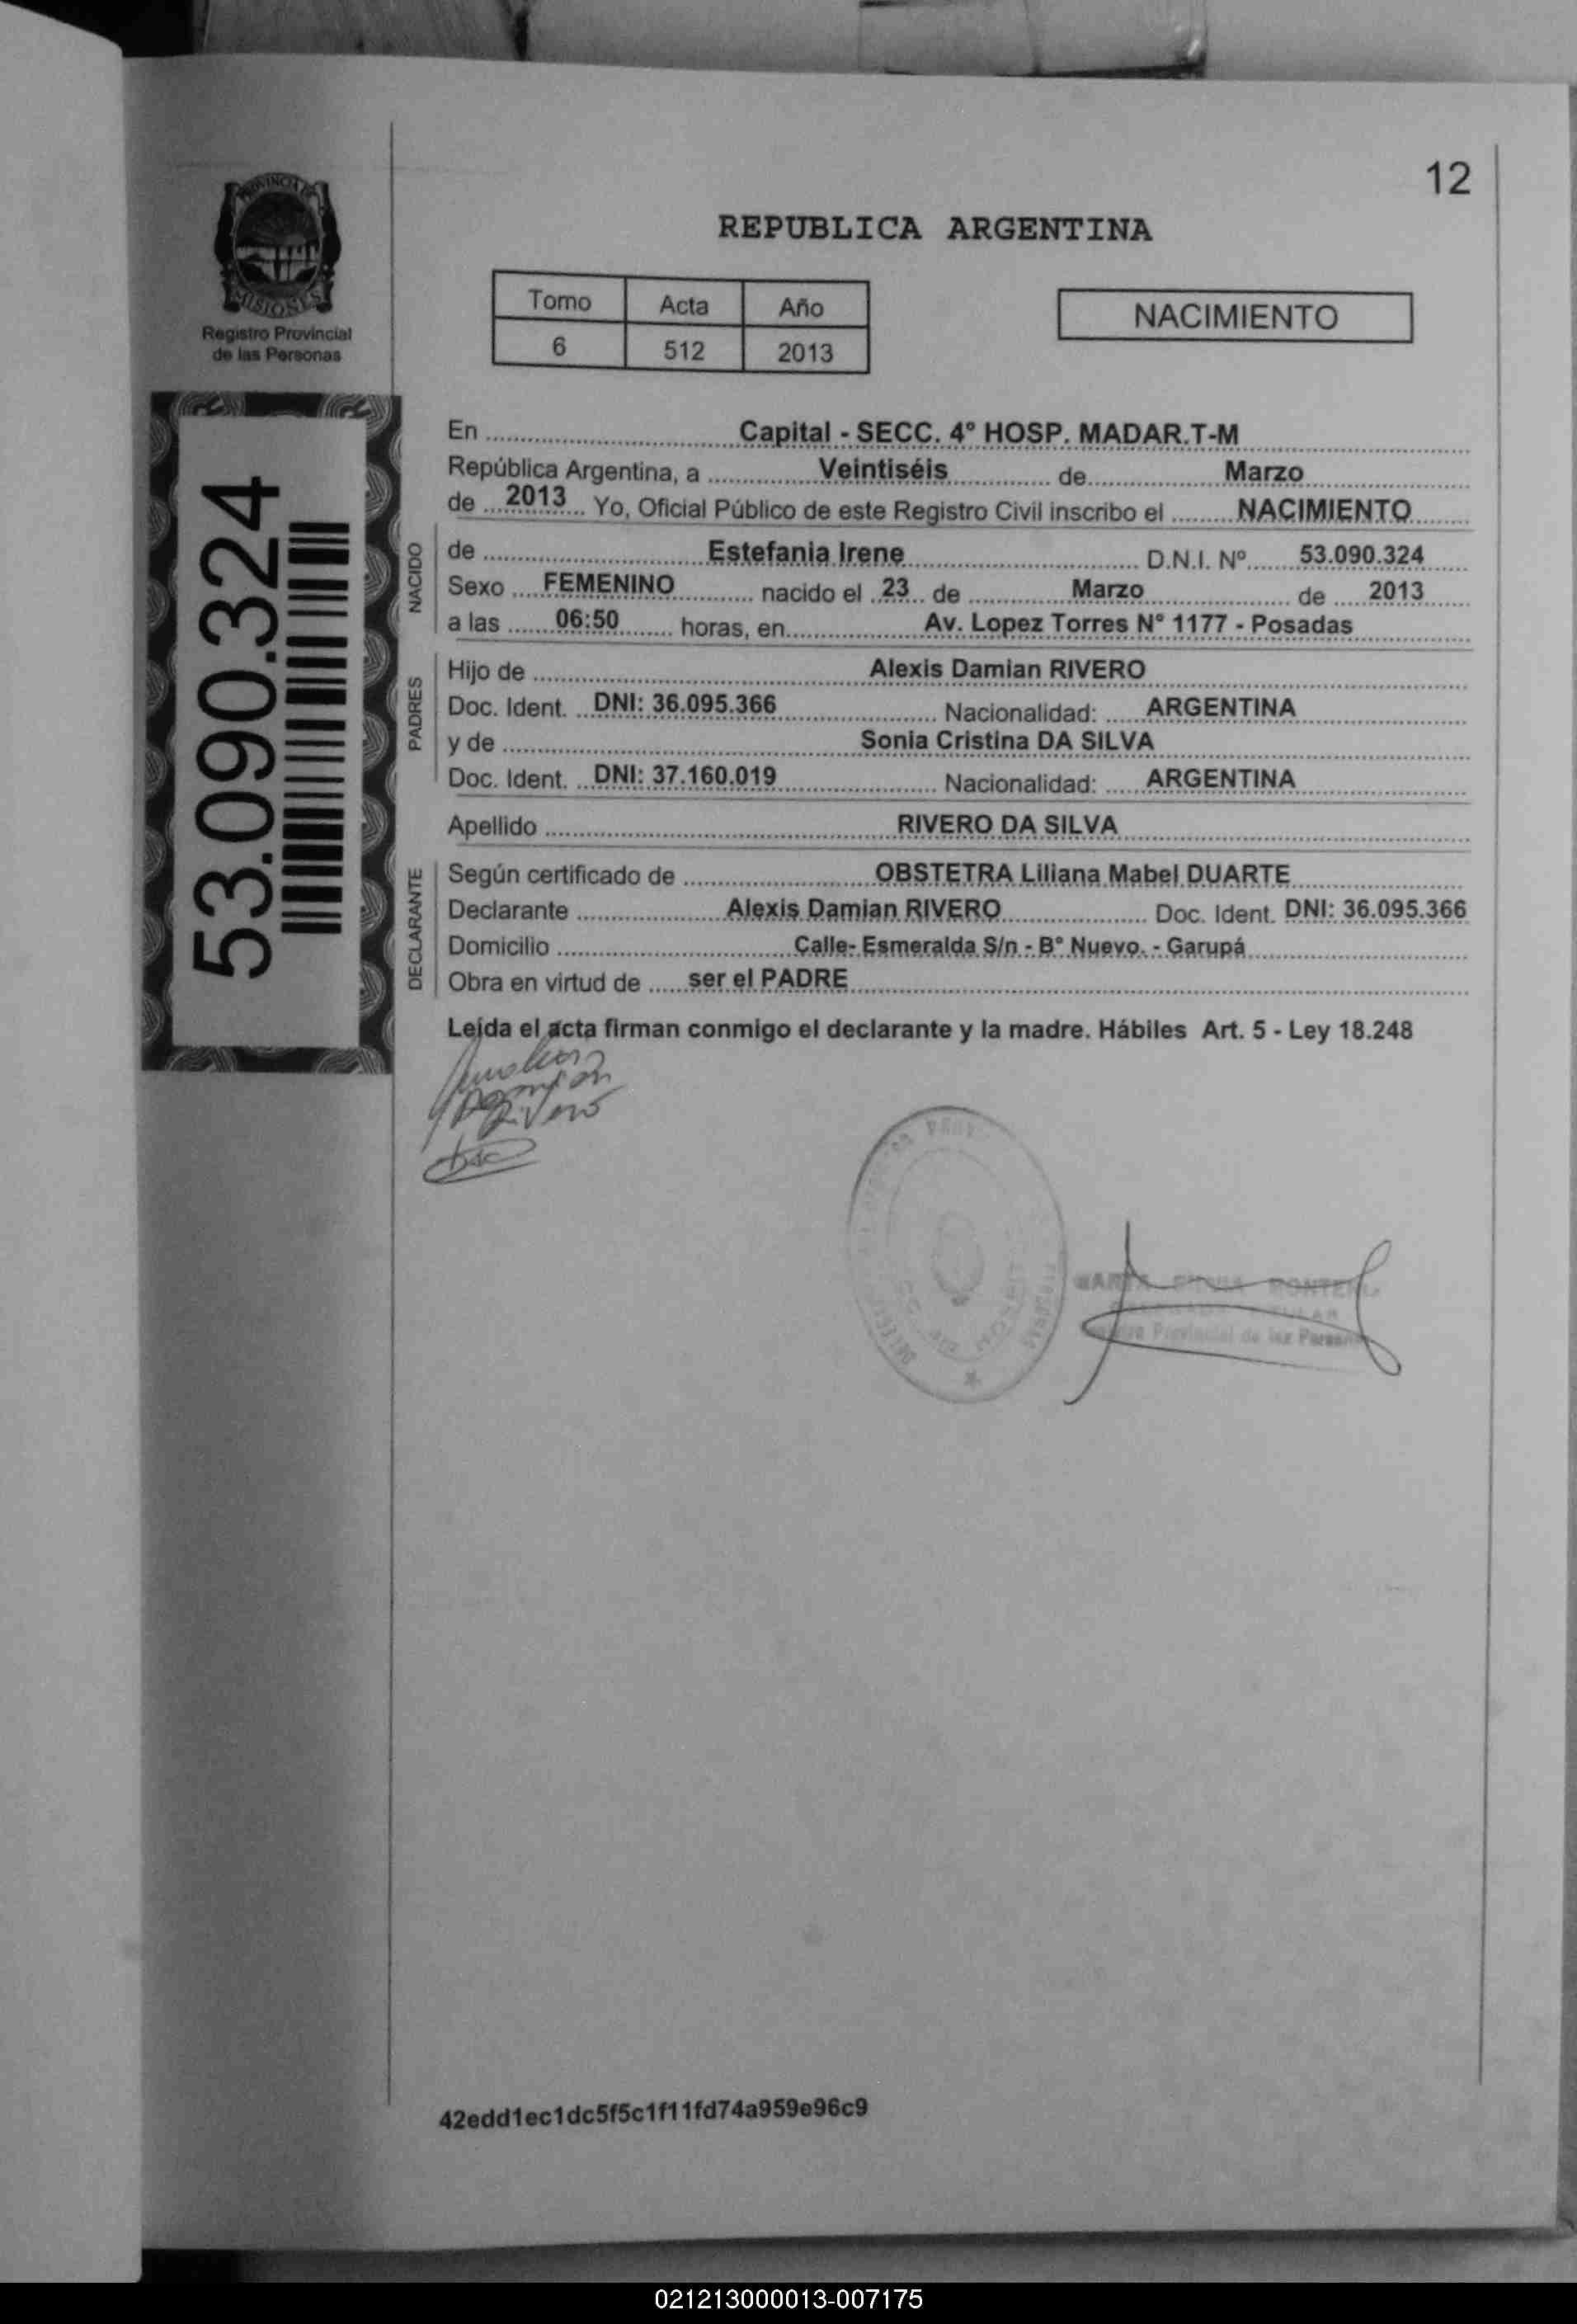 12
PROVINCIA DE
MISIONES
Registro Provincial
de las Personas
REPUBLICA ARGENTINA
Tomo Acta Año
6 512 2013
NACIMIENTO
53.090.324
En Capital - SECC. 4° HOSP. MADAR.T-M
República Argentina, a Veintiséis de Marzo
de 2013 Yo, Oficial Público de este Registro Civil inscribo el NACIMIENTO
NACIDO
de Estefania Irene D.N.I. Nº 53.090.324
Sexo FEMENINO nacido el 23 de Marzo de 2013
a las 06:50 horas, en Av. Lopez Torres N° 1177 - Posadas
PADRES
Hijo de Alexis Damian RIVERO
Doc. Ident. DNI: 36.095.366 Nacionalidad: ARGENTINA
y de Sonia Cristina DA SILVA
Doc. Ident. DNI: 37.160.019 Nacionalidad: ARGENTINA
Apellido RIVERO DA SILVA
DECLARANTE
Según certificado de OBSTETRA Liliana Mabel DUARTE
Declarante Alexis Damian RIVERO Doc. Ident. DNI: 36.095.366
Domicilio Calle- Esmeralda S/n - B° Nuevo. - Garupá
Obra en virtud de ser el PADRE
Leída el acta firman conmigo el declarante y la madre. Hábiles Art. 5 - Ley 18.248
Damian
Rivero
Provincial de las
42edd1ec1dc5f5c1f11fd74a959e96c9
021213000013-007175